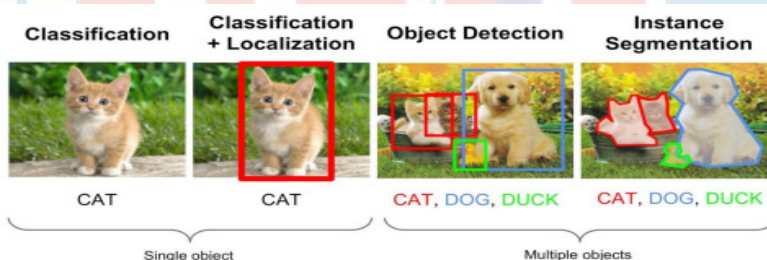 Classification
Classification
+ Localization
Object Detection
Instance
Segmentation
CAT
CAT
CAT, DOG, DUCK
CAT, DOG, DUCK
Single object
Multiple objects